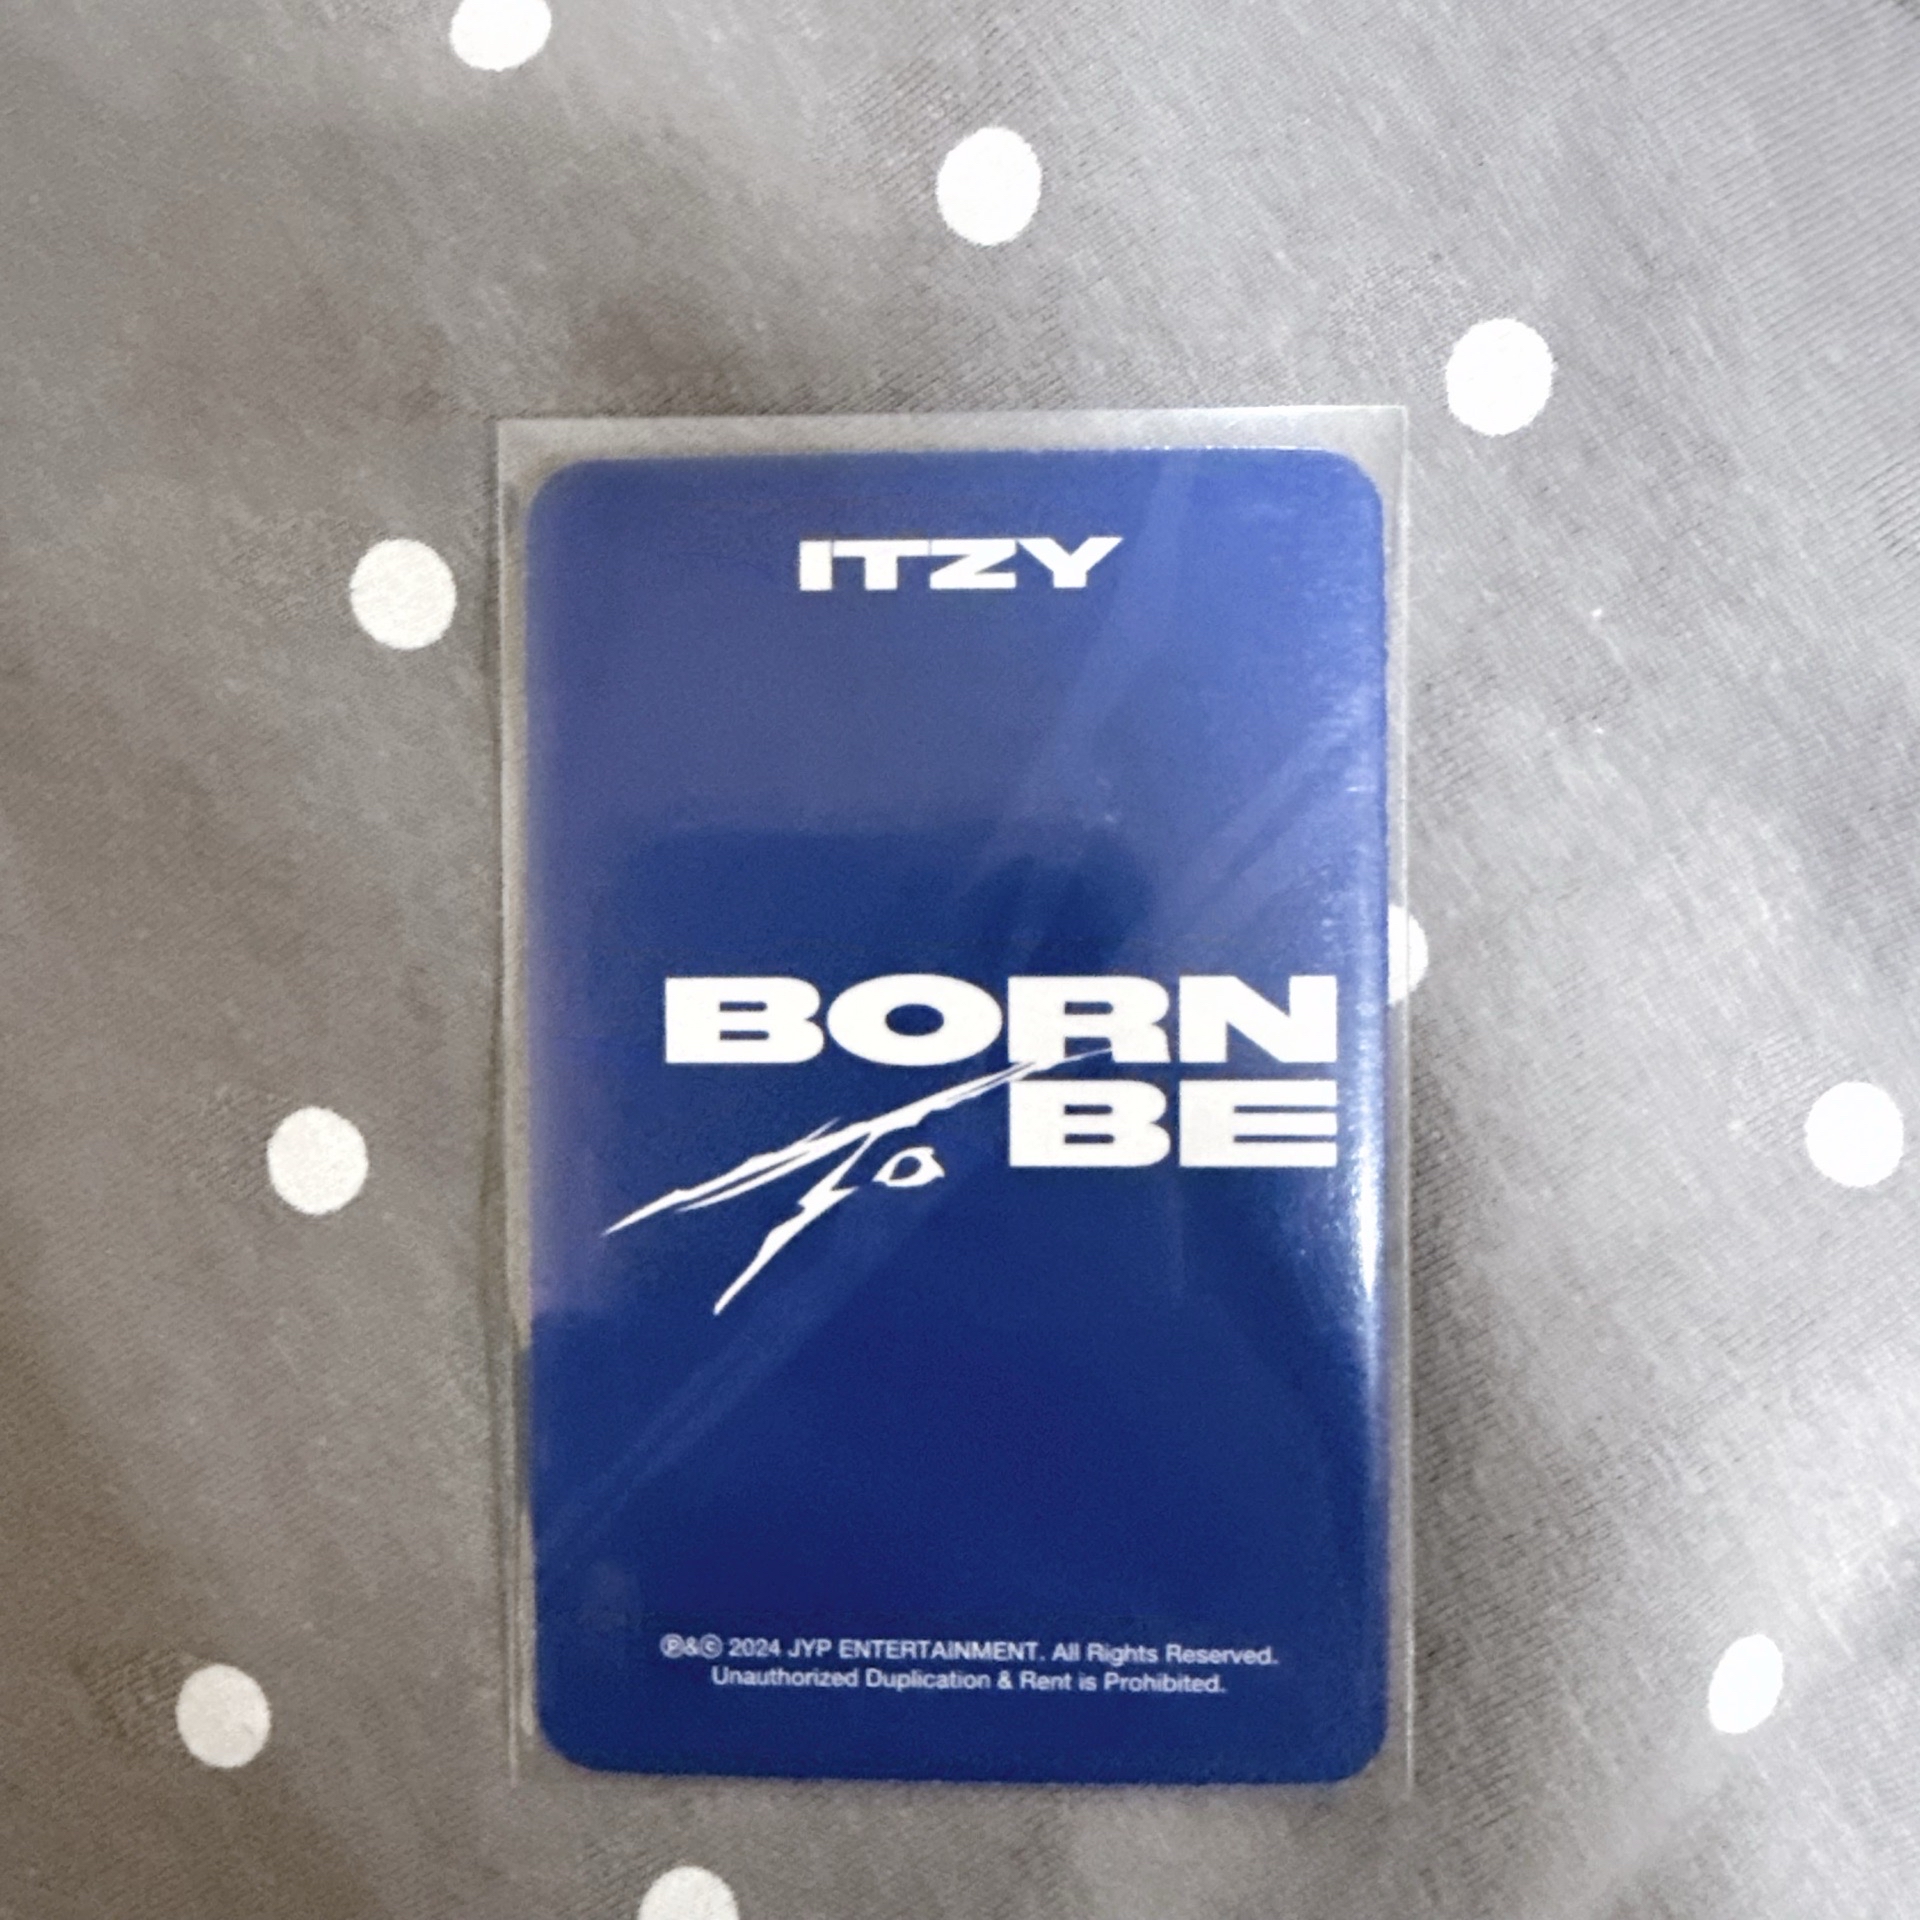 ITZY
BORN
TO BE
Ⓟ&ⓒ 2024 JYP ENTERTAINMENT. All Rights Reserved.
Unauthorized Duplication & Rent is Prohibited.